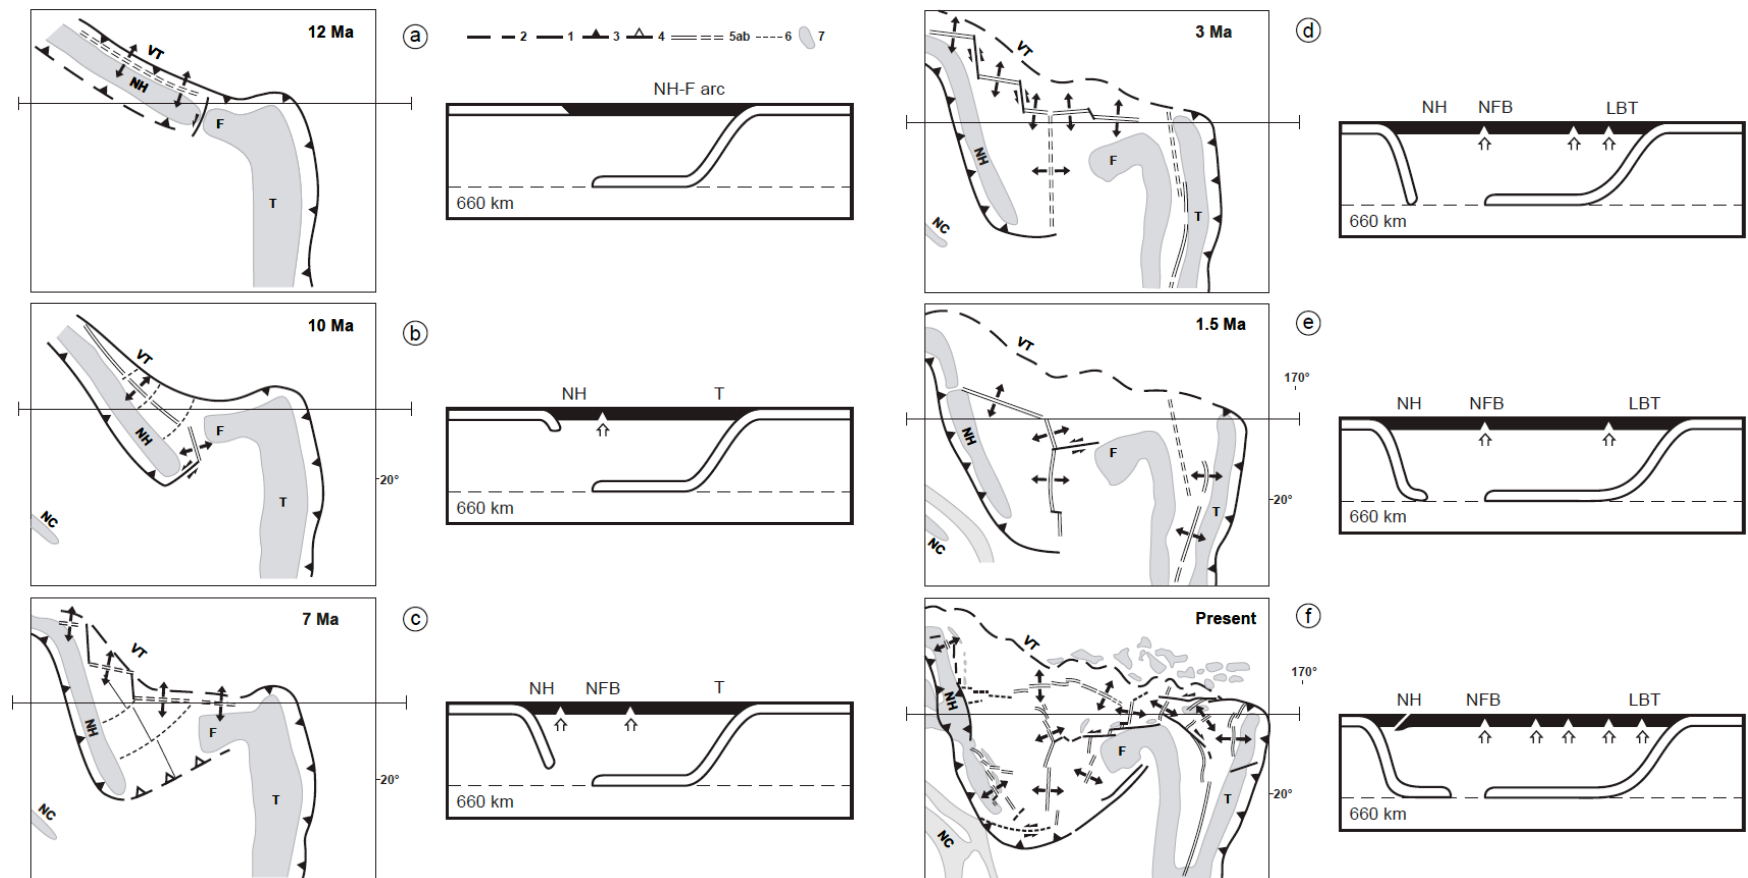 12 Ma
a
VT
NH
F
T
2 1 3 4 5ab 6 7
NH-F arc
660 km
10 Ma
b
VT
NH
F
T
NC
20°
NH T
660 km
7 Ma
c
VT
NH
F
T
NC
20°
NH NFB T
660 km
3 Ma
d
VT
NH
F
T
NC
NH NFB LBT
660 km
1.5 Ma
e
VT
170°
NH
F
T
NC
20°
NH NFB LBT
660 km
Present
f
VT
170°
NH
F
T
NC
20°
NH NFB LBT
660 km